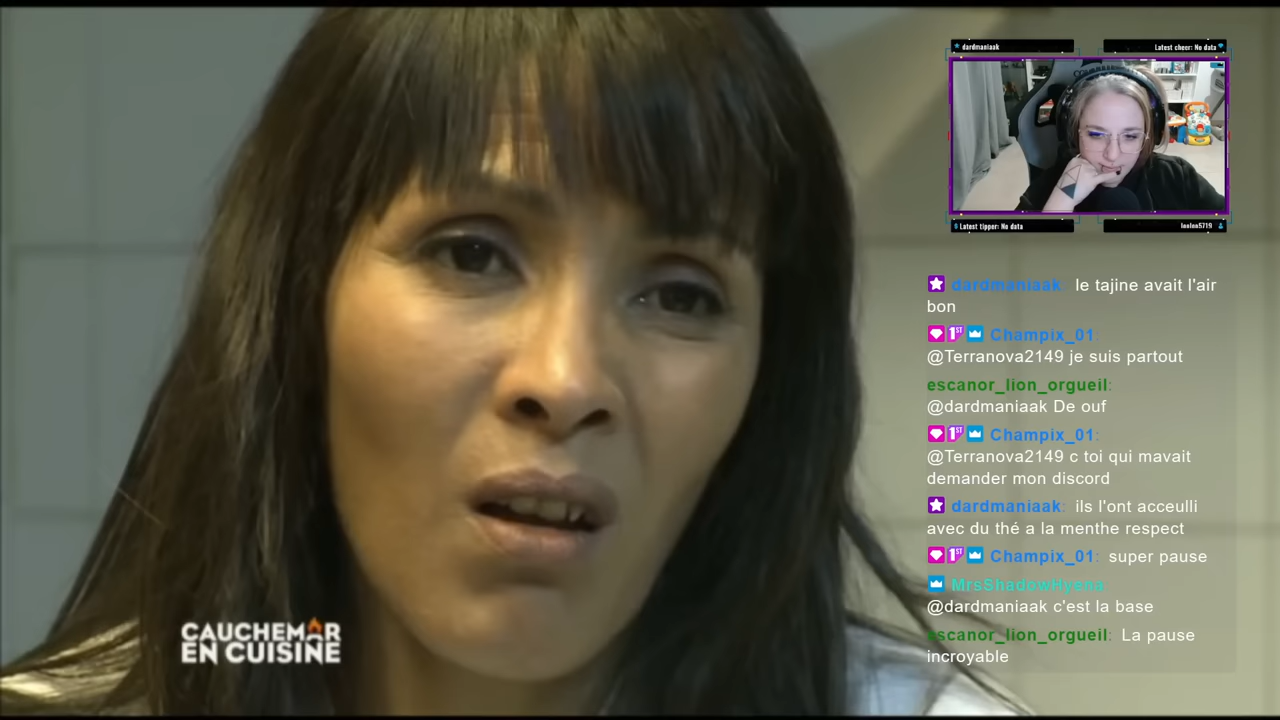 dardmaniaak
Latest cheer: No data
Latest tipper: No data
dardmaniaak: le tajine avait l'air
bon
Champix_01:
@Terranova2149 je suis partout
escanor_lion_orgueil:
@dardmaniaak De ouf
Champix_01:
@Terranova2149 c toi qui mavait
demander mon discord
dardmaniaak: ils l'ont acceulli
avec du thé a la menthe respect
Champix_01: super pause
MrsShadowHyena
@dardmaniaak c'est la base
escanor_lion_orgueil: La pause
incroyable
CAUCHEMAR
EN CUISINE